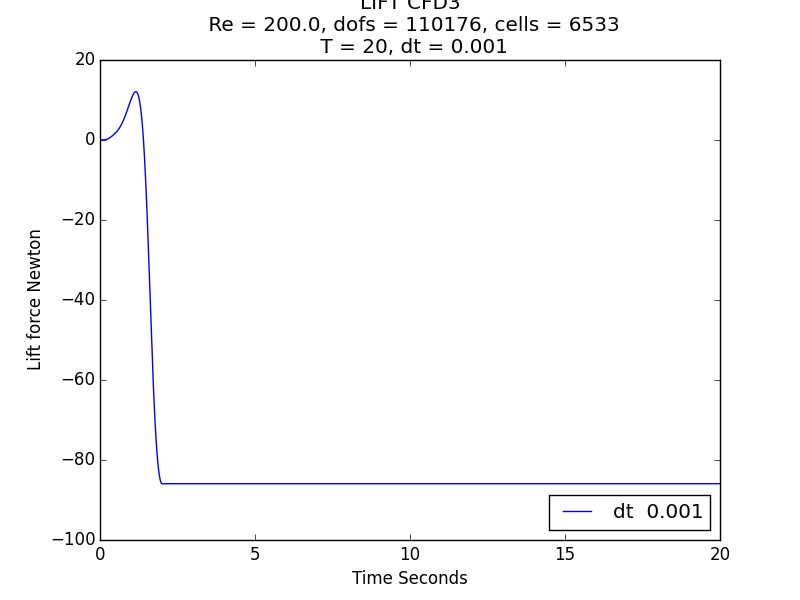 LIFT CFD3
Re = 200.0, dofs = 110176, cells = 6533
T = 20, dt = 0.001
20
0
−20
−40
−60
−80
−100
Lift force Newton
dt 0.001
0 5 10 15 20
Time Seconds